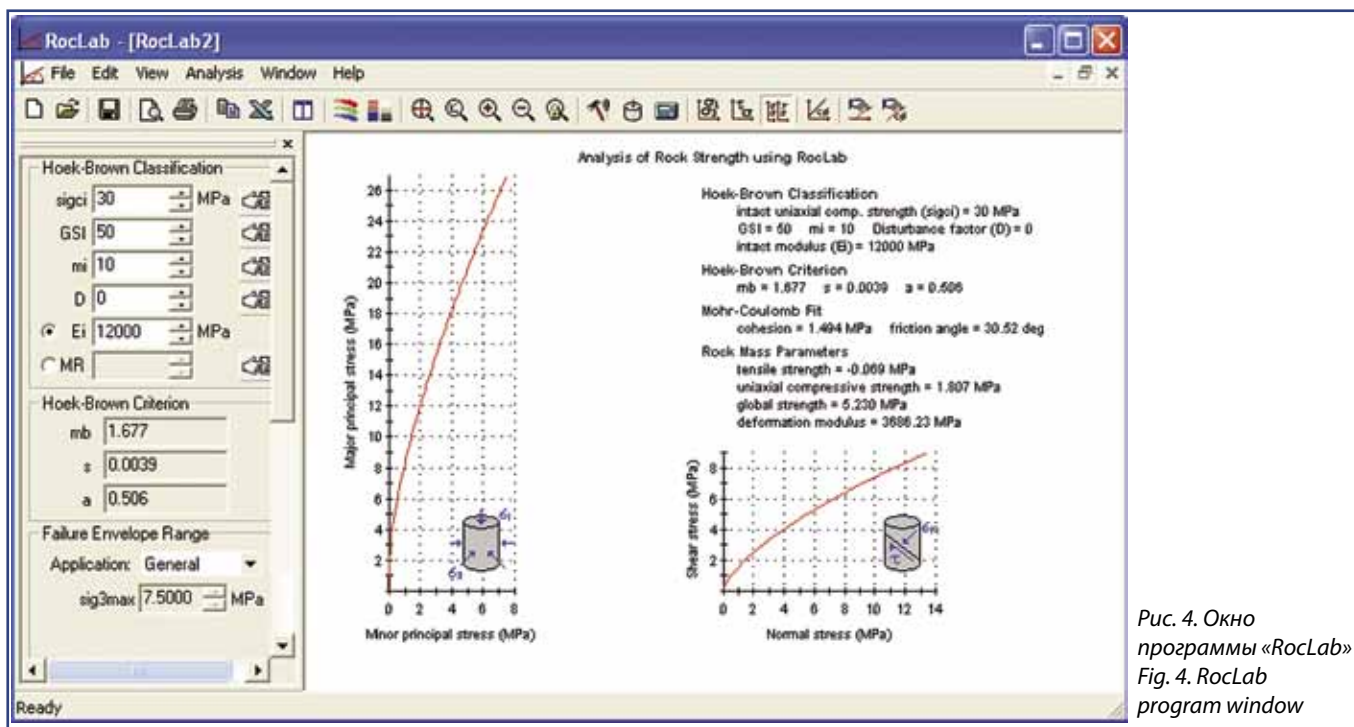 RocLab - [RocLab2]
File Edit View Analysis Window Help
Hoek-Brown Classification
sigci 30 MPa
GSI 50
mi 10
D 0
Ei 12000 MPa
MR
Hoek-Brown Criterion
mb 1.677
s 0.0039
a 0.506
Failure Envelope Range
Application: General
sig3max 7.5000 MPa
Ready
Analysis of Rock Strength using RocLab
Major principal stress (MPa)
26
24
22
20
18
16
14
12
10
8
6
4
2
0 2 4 6 8
Minor principal stress (MPa)
σ1
σ3
Hoek-Brown Classification
intact uniaxial comp. strength (sigci) = 30 MPa
GSI = 50 mi = 10 Disturbance factor (D) = 0
intact modulus (Ei) = 12000 MPa
Hoek-Brown Criterion
mb = 1.677 s = 0.0039 a = 0.506
Mohr-Coulomb Fit
cohesion = 1.494 MPa friction angle = 30.52 deg
Rock Mass Parameters
tensile strength = -0.069 MPa
uniaxial compressive strength = 1.807 MPa
global strength = 5.230 MPa
deformation modulus = 3686.23 MPa
Shear stress (MPa)
8
6
4
2
0 2 4 6 8 10 12 14
Normal stress (MPa)
σn
τ
Рис. 4. Окно
программы «RocLab»
Fig. 4. RocLab
program window